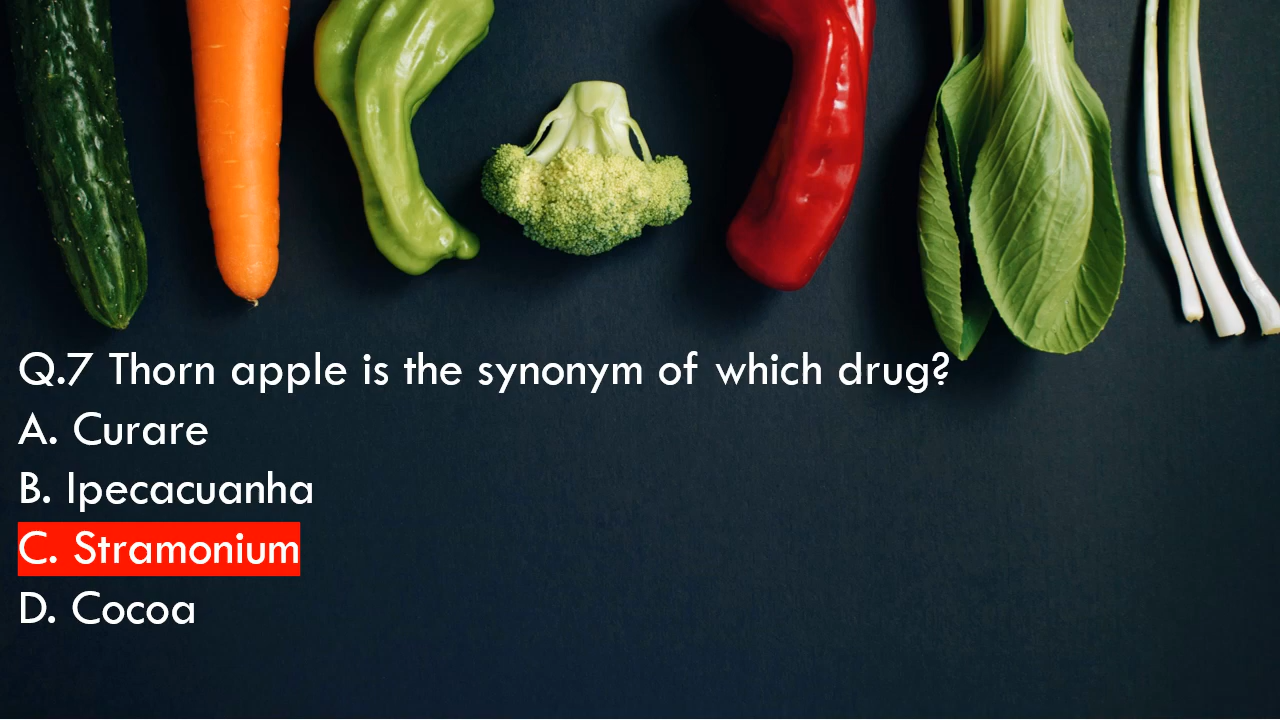 Q.7 Thorn apple is the synonym of which drug?
A. Curare
B. Ipecacuanha
C. Stramonium
D. Cocoa